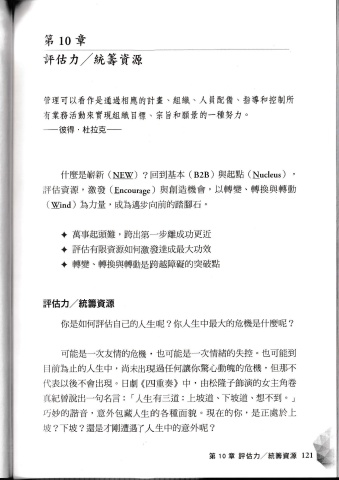 第 10 章
評估力／統籌資源
管理可以看作是透過相應的計畫、組織、人員配備、指導和控制所
有業務活動來實現組織目標、宗旨和願景的一種努力。
——彼得．杜拉克——
什麼是嶄新（NEW）？回到基本（B2B）與起點（Nucleus），
評估資源，激發（Encourage）與創造機會，以轉變、轉換與轉動
（Wind）為力量，成為邁步向前的踏腳石。
✦ 萬事起頭難，跨出第一步離成功更近
✦ 評估有限資源如何激發達成最大功效
✦ 轉變、轉換與轉動是跨越障礙的突破點
評估力／統籌資源
你是如何評估自己的人生呢？你人生中最大的危機是什麼呢？
可能是一次友情的危機，也可能是一次情緒的失控，也可能到
目前為止的人生中，尚未出現過任何讓你驚心動魄的危機，但那不
代表以後不會出現。日劇《四重奏》中，由松隆子飾演的女主角卷
真紀曾說出一句名言：「人生有三道：上坡道、下坡道、想不到。」
巧妙的諧音，意外包藏人生的各種面貌。現在的你，是正處於上
坡？下坡？還是才剛遭遇了人生中的意外呢？
第 10 章 評估力／統籌資源 121